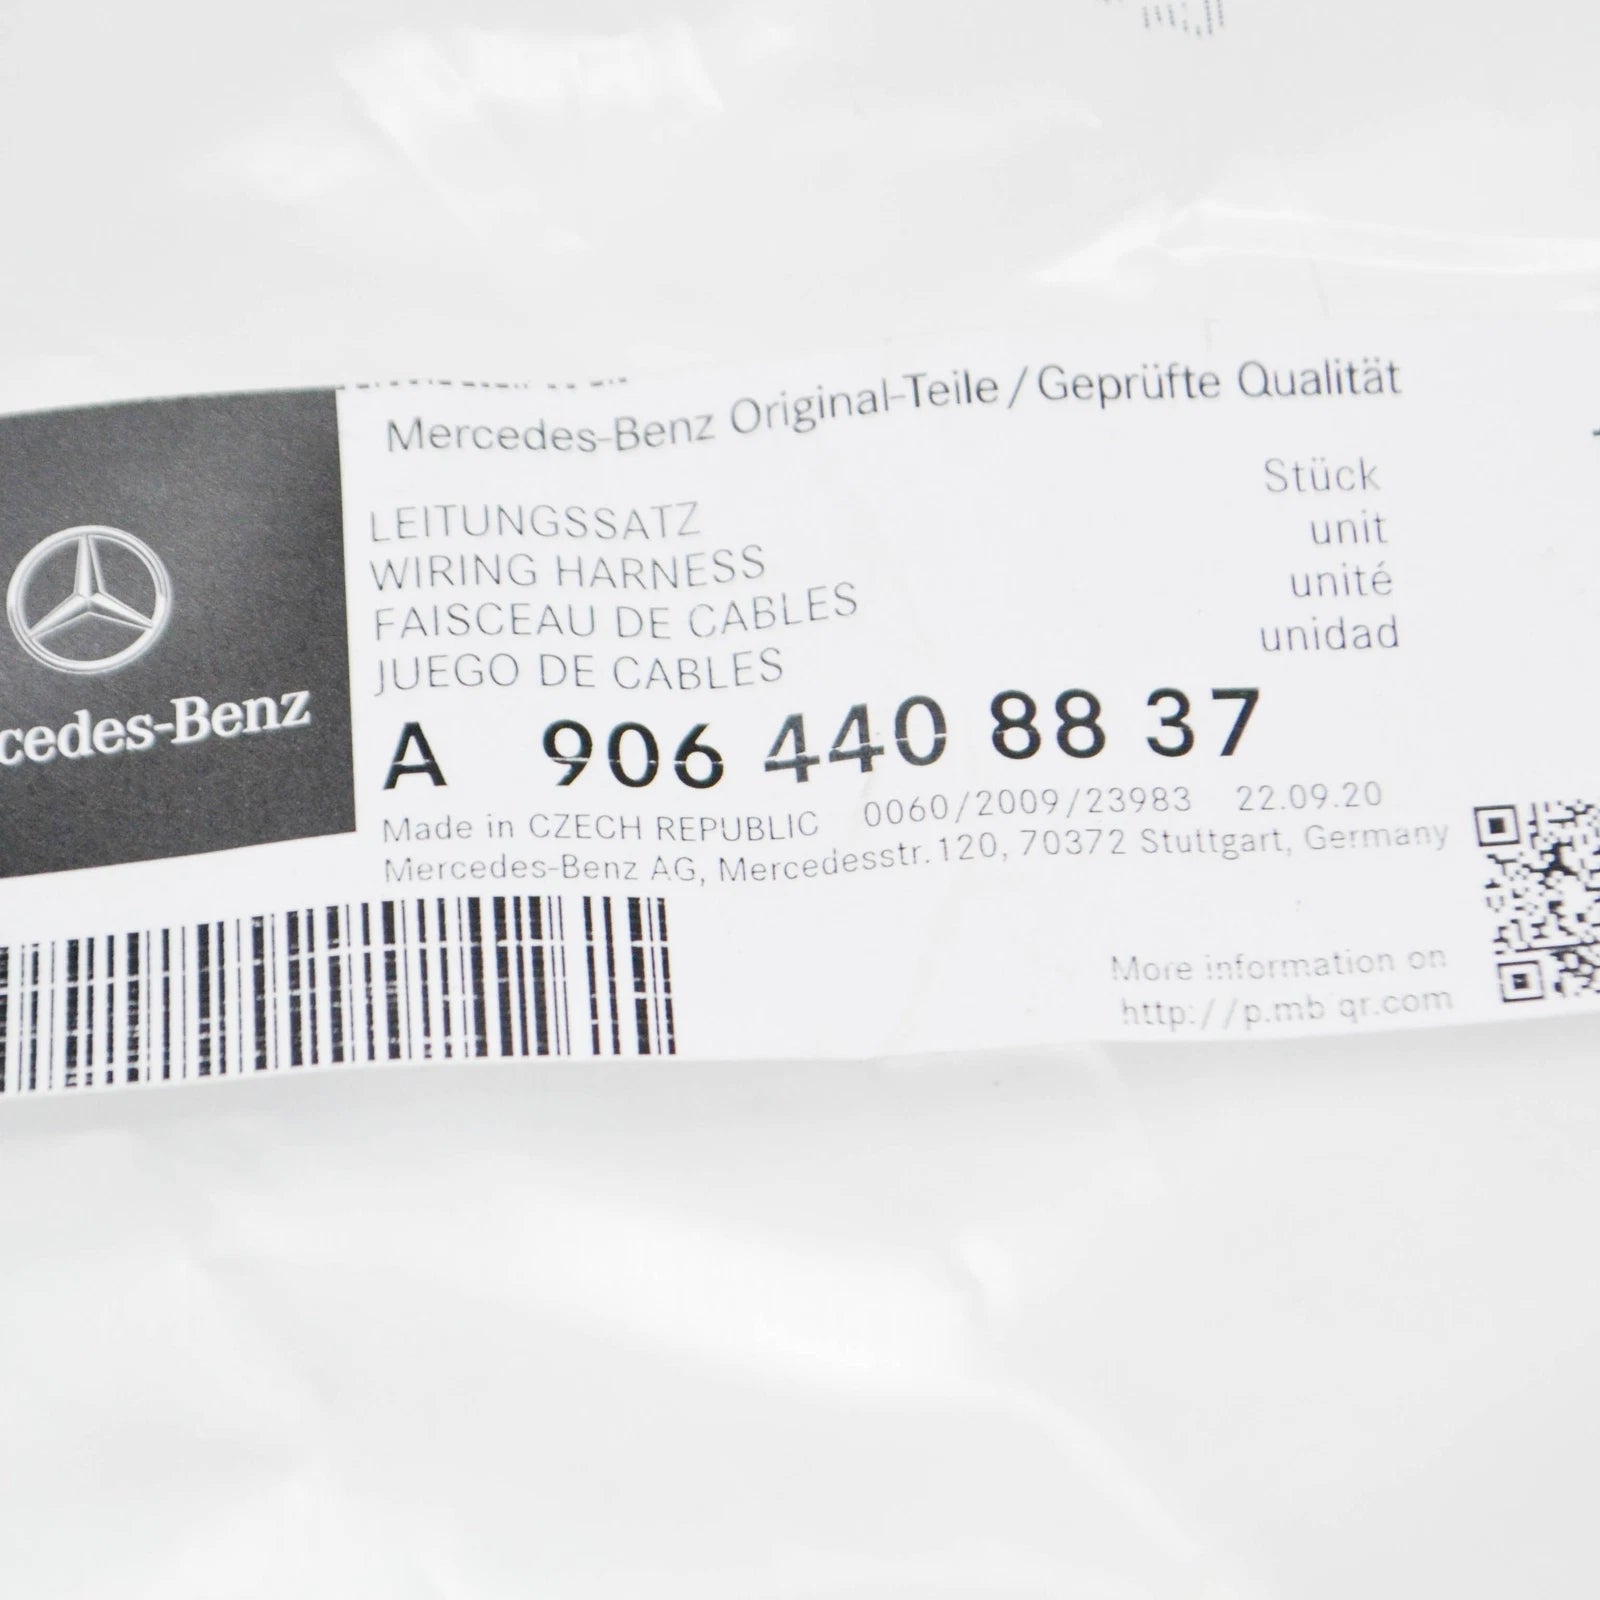 Mercedes-Benz Original-Teile / Geprüfte Qualität
LEITUNGSSATZ
WIRING HARNESS
FAISCEAU DE CABLES
JUEGO DE CABLES
Stück
unit
unité
unidad
cedes-Benz
A 906 440 88 37
Made in CZECH REPUBLIC 0060/2009/23983 22.09.20
Mercedes-Benz AG, Mercedesstr. 120, 70372 Stuttgart, Germany
More information on
http://p.mb qr.com